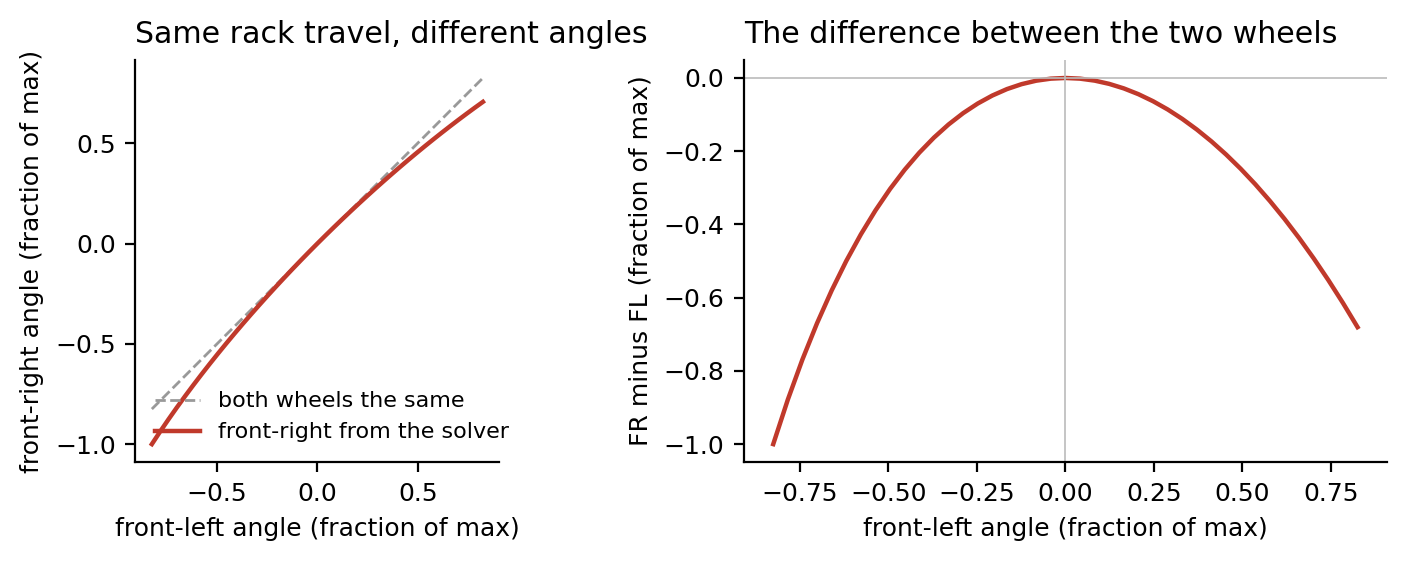 Same rack travel, different angles
front-right angle (fraction of max)
0.5
0.0
−0.5
−1.0
both wheels the same
front-right from the solver
−0.5 0.0 0.5
front-left angle (fraction of max)
The difference between the two wheels
FR minus FL (fraction of max)
0.0
−0.2
−0.4
−0.6
−0.8
−1.0
−0.75 −0.50 −0.25 0.00 0.25 0.50 0.75
front-left angle (fraction of max)